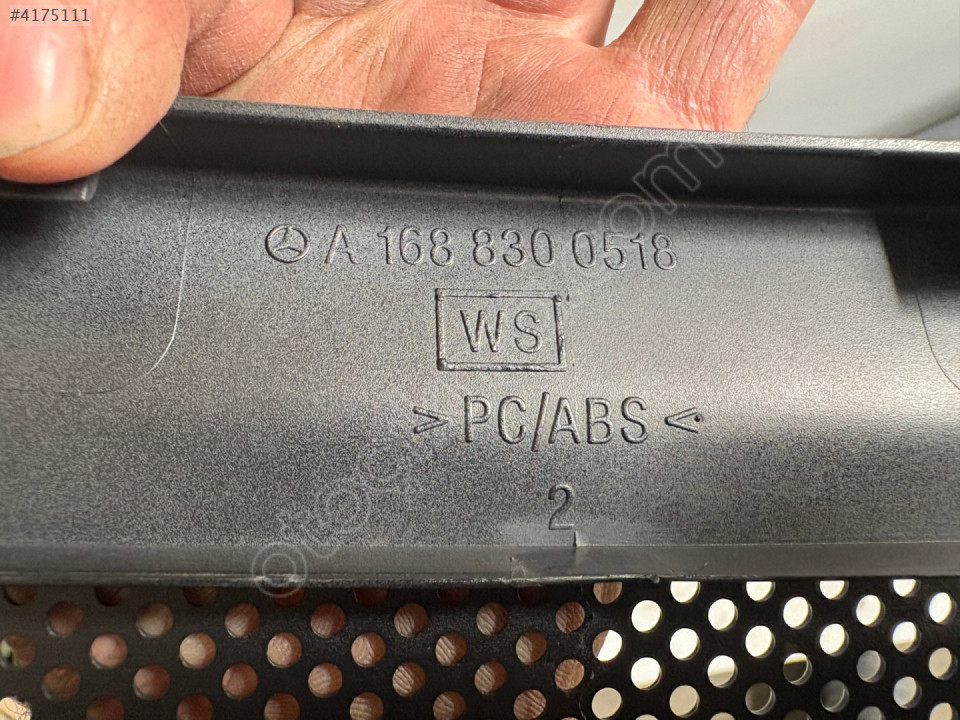 #4175111
A 168 830 0518
WS
> PC/ABS <
2